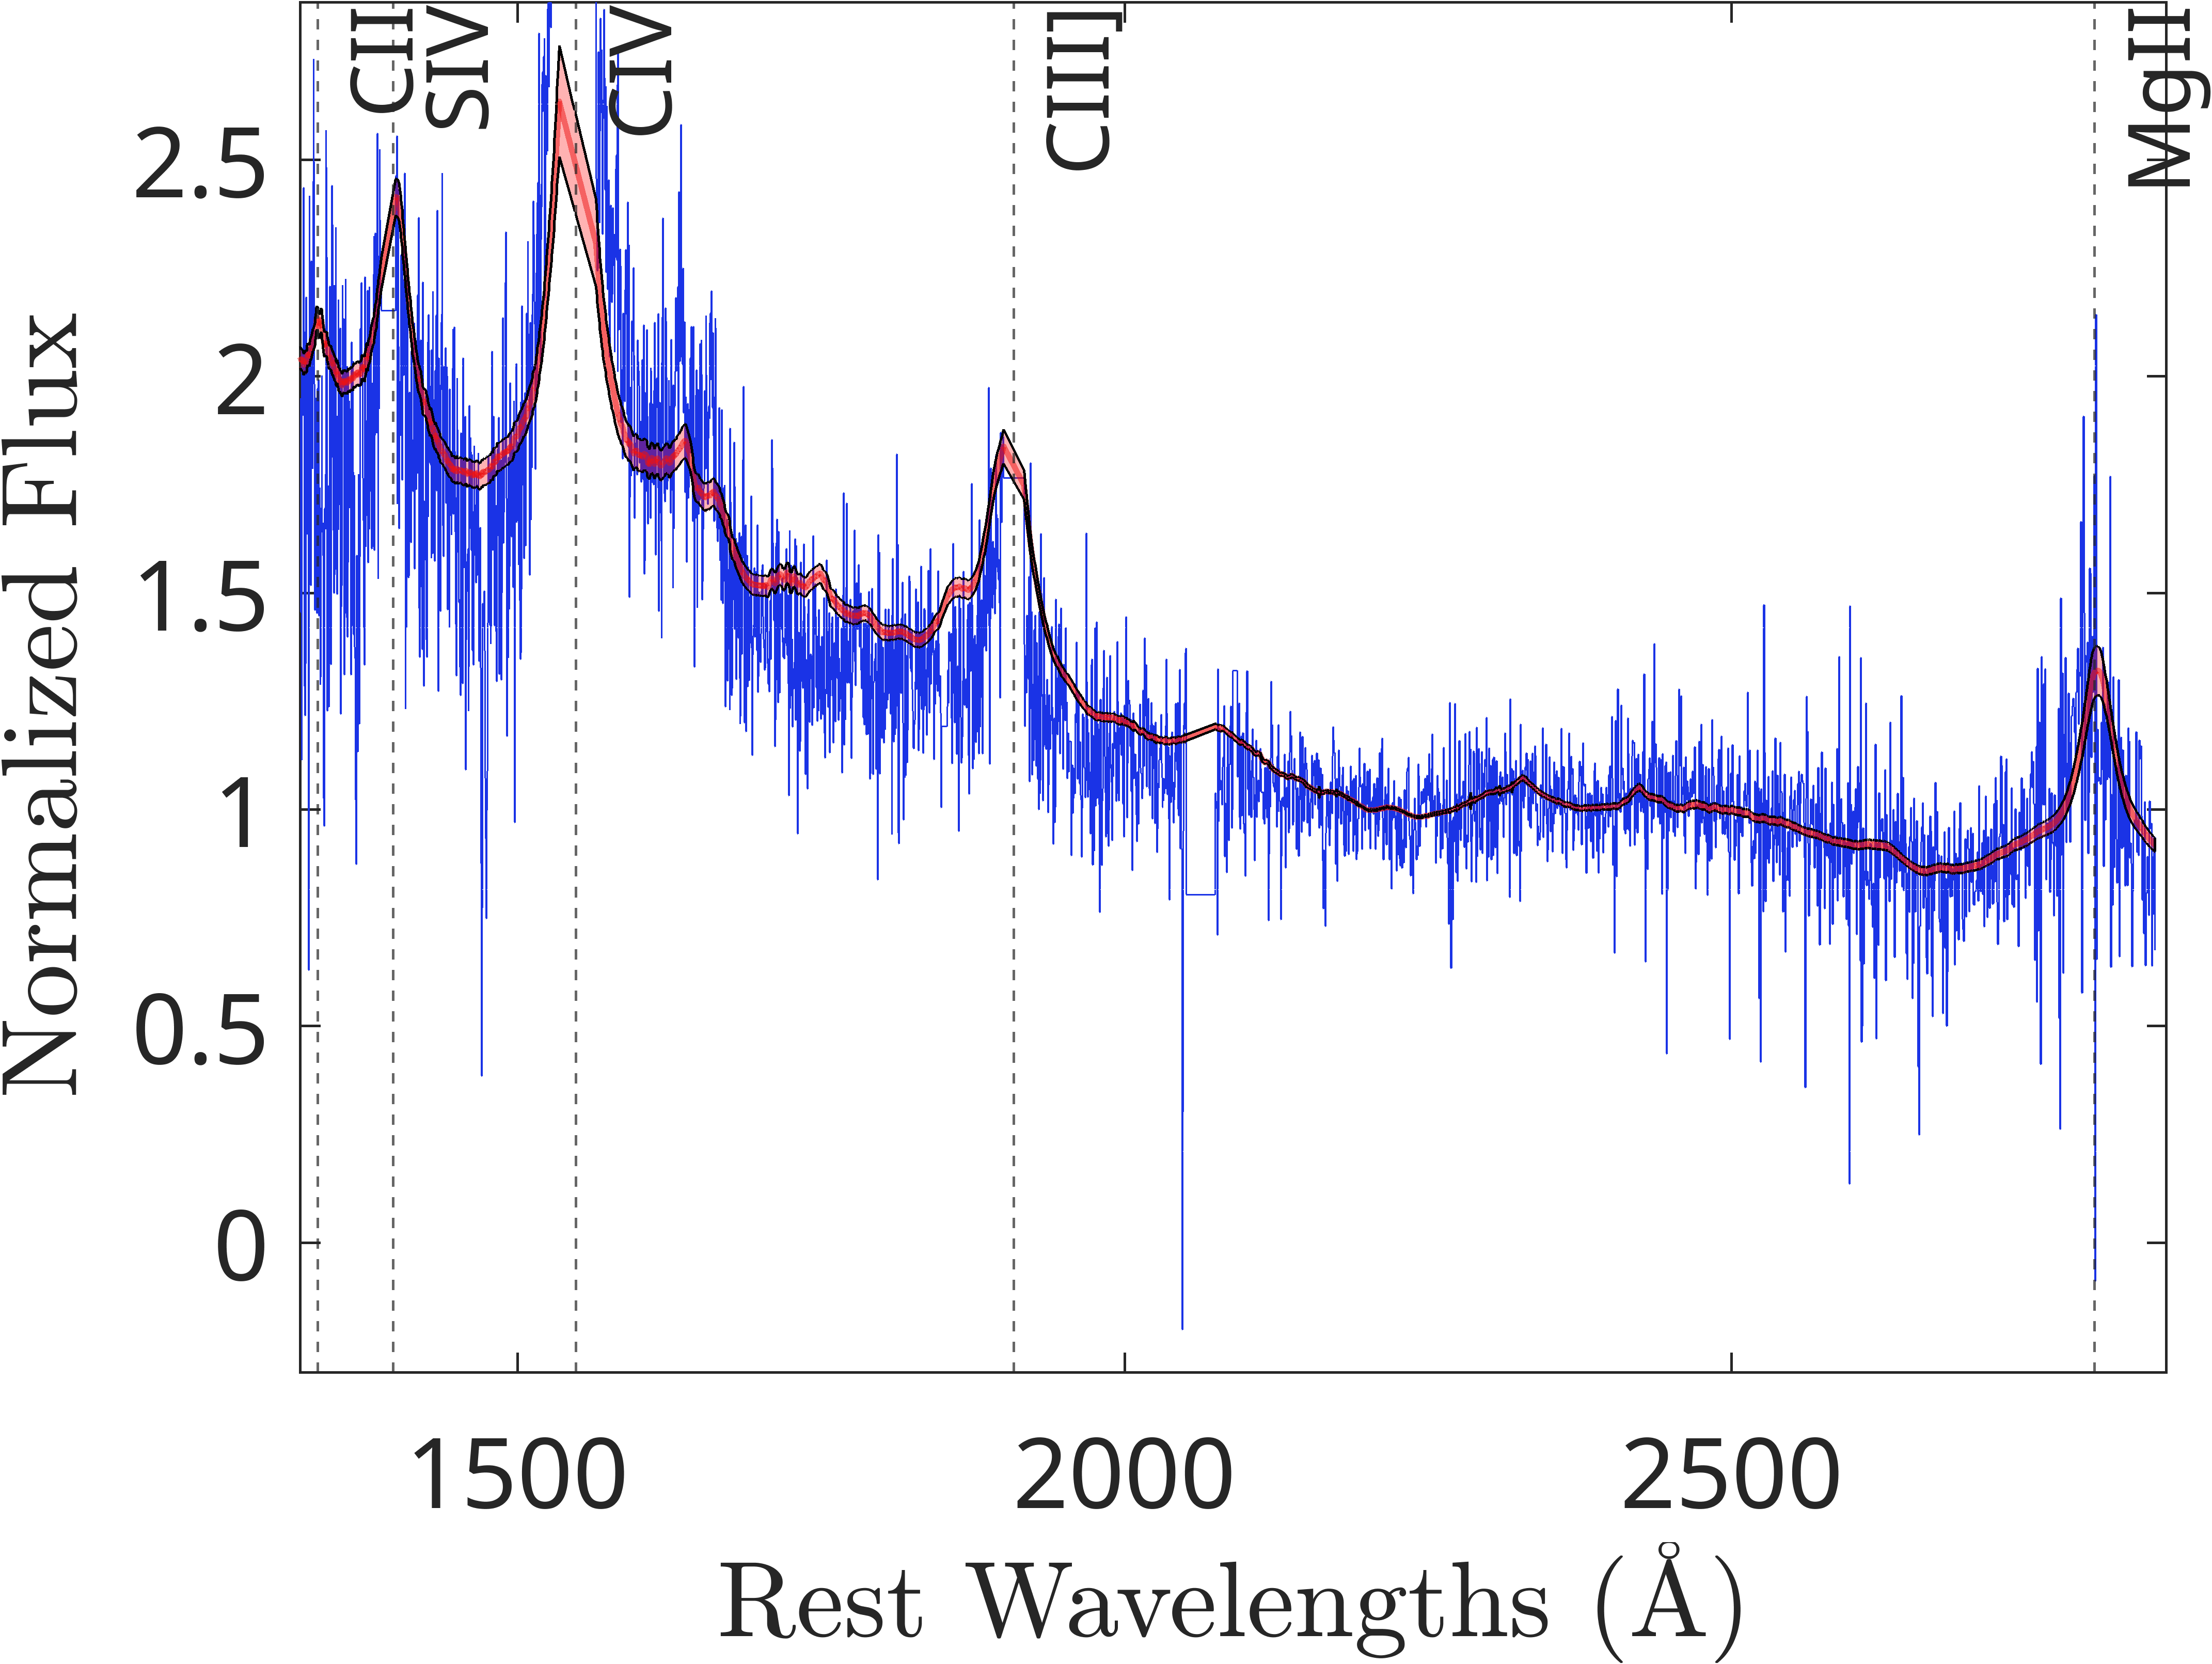 CII
SIV
CIV
CIII]
MgII
2.5
2
1.5
1
0.5
0
Normalized Flux
1500
2000
2500
Rest Wavelengths (Å)